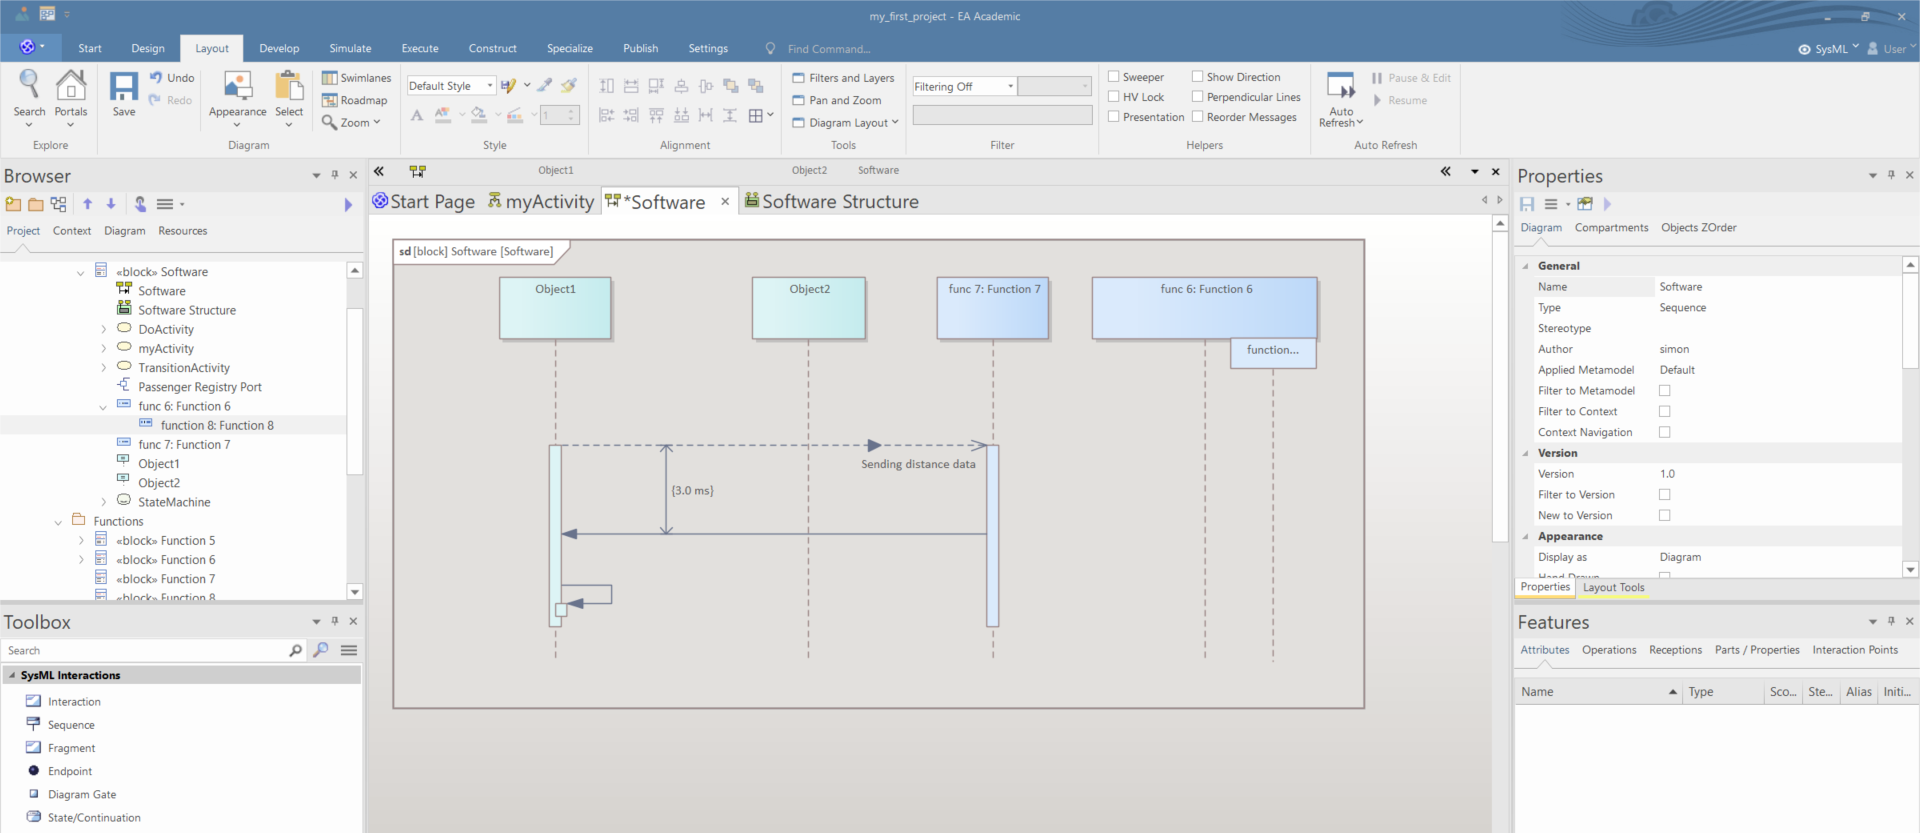 my_first_project - EA Academic
Start Design Layout Develop Simulate Execute Construct Specialize Publish Settings Find Command... SysML User
Search Portals Save Undo Redo Appearance Select Swimlanes Roadmap Zoom
Default Style
A
1
Filters and Layers
Pan and Zoom
Diagram Layout
Filtering Off
Sweeper Show Direction
HV Lock Perpendicular Lines
Presentation Reorder Messages
Auto Refresh
Pause & Edit
Resume
Explore Diagram Style Alignment Tools Filter Helpers Auto Refresh
Browser
Project Context Diagram Resources
«block» Software
Software
Software Structure
DoActivity
myActivity
TransitionActivity
Passenger Registry Port
func 6: Function 6
function 8: Function 8
func 7: Function 7
Object1
Object2
StateMachine
Functions
«block» Function 5
«block» Function 6
«block» Function 7
«block» Function 8
Toolbox
Search
SysML Interactions
Interaction
Sequence
Fragment
Endpoint
Diagram Gate
State/Continuation
Object1 Object2 Software
Start Page myActivity *Software Software Structure
sd [block] Software [Software]
Object1 Object2 func 7: Function 7 func 6: Function 6
function...
Sending distance data
{3.0 ms}
Properties
Diagram Compartments Objects ZOrder
General
Name Software
Type Sequence
Stereotype
Author simon
Applied Metamodel Default
Filter to Metamodel
Filter to Context
Context Navigation
Version
Version 1.0
Filter to Version
New to Version
Appearance
Display as Diagram
Hand Drawn
Properties Layout Tools
Features
Attributes Operations Receptions Parts / Properties Interaction Points
Name Type Sco... Ste... Alias Initi...